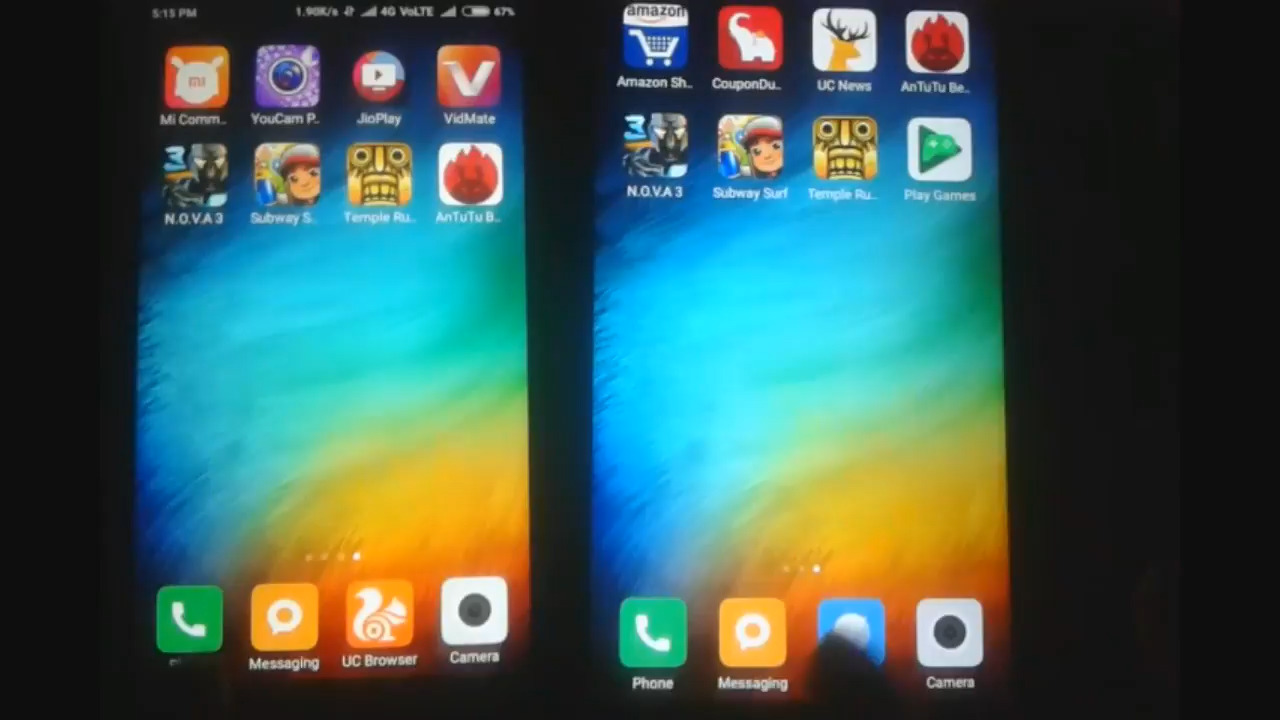 5:15 PM 1.90K/s 4G VoLTE 67%
Mi Comm.. YouCam P.. JioPlay VidMate
N.O.V.A 3 Subway S.. Temple Ru.. AnTuTu B..
Messaging UC Browser Camera
amazon
Amazon Sh.. CouponDu.. UC News AnTuTu Be..
N.O.V.A 3 Subway Surf Temple Ru.. Play Games
Phone Messaging Camera